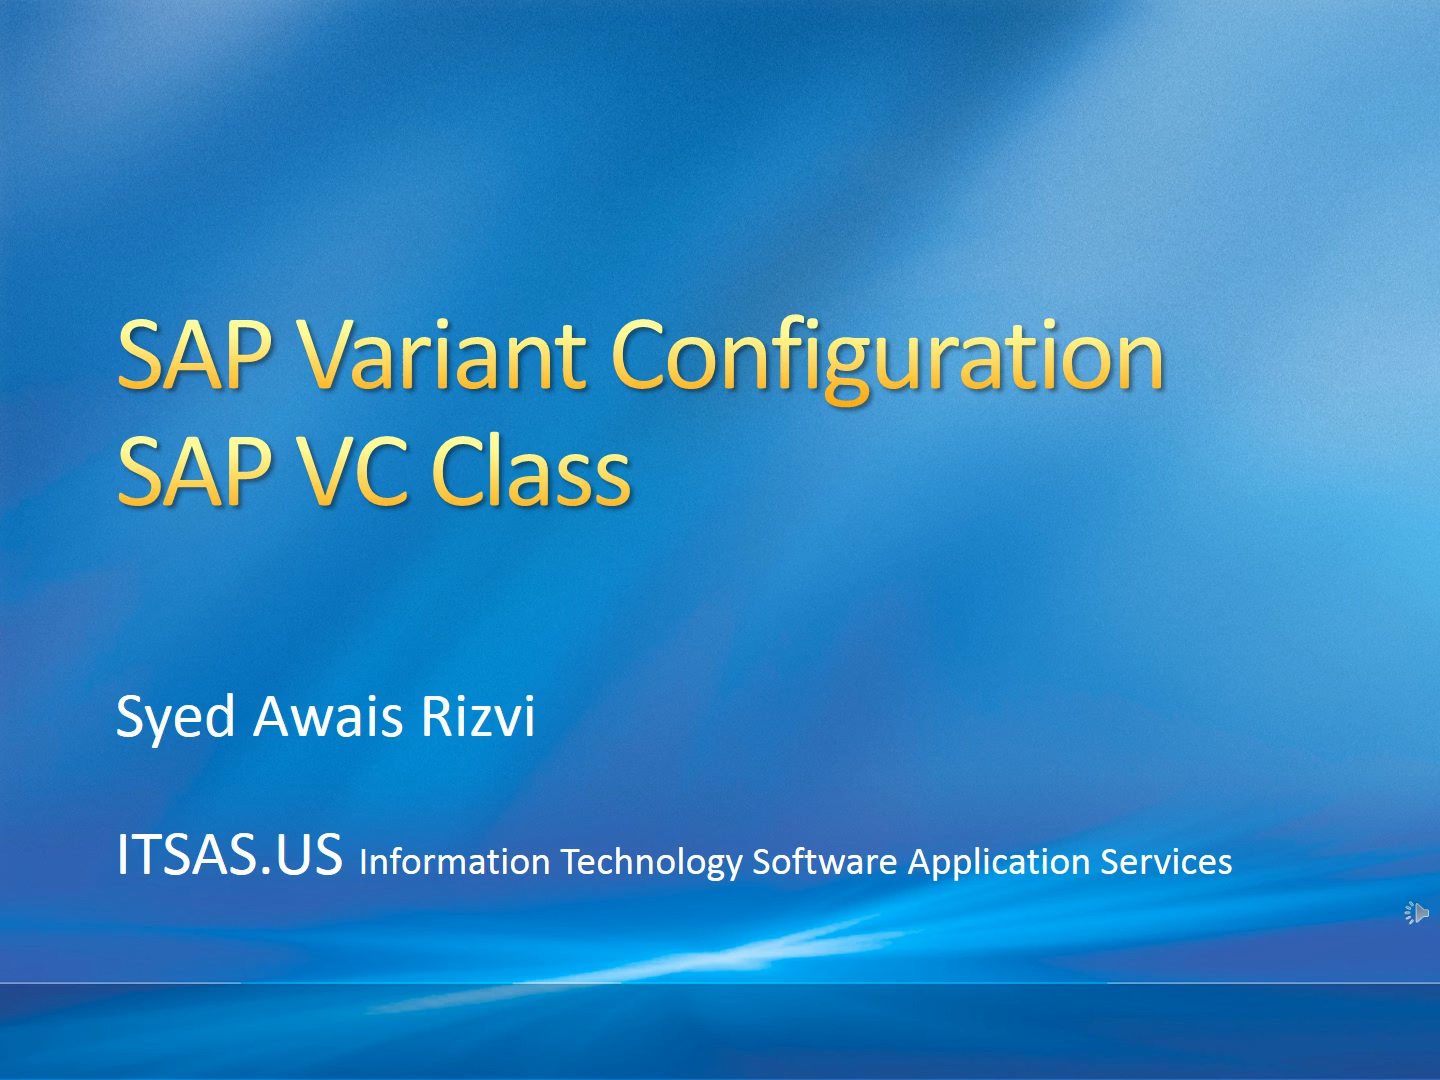 SAP Variant Configuration
SAP VC Class
Syed Awais Rizvi
ITSAS.US Information Technology Software Application Services